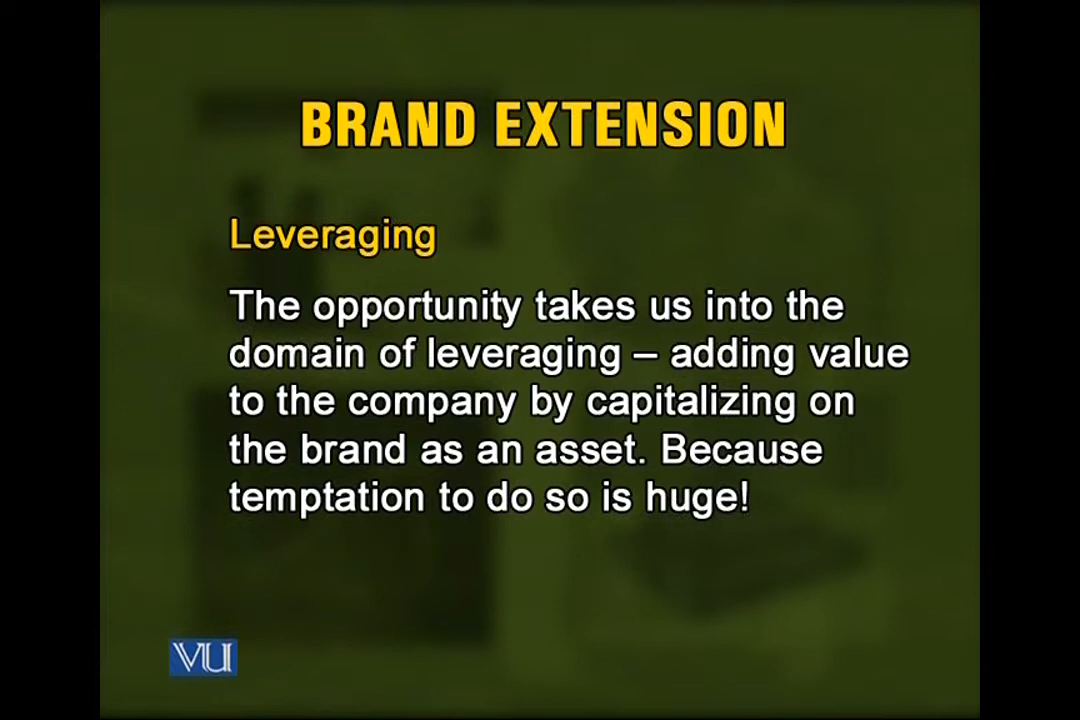 BRAND EXTENSION
Leveraging
The opportunity takes us into the
domain of leveraging – adding value
to the company by capitalizing on
the brand as an asset. Because
temptation to do so is huge!
VU